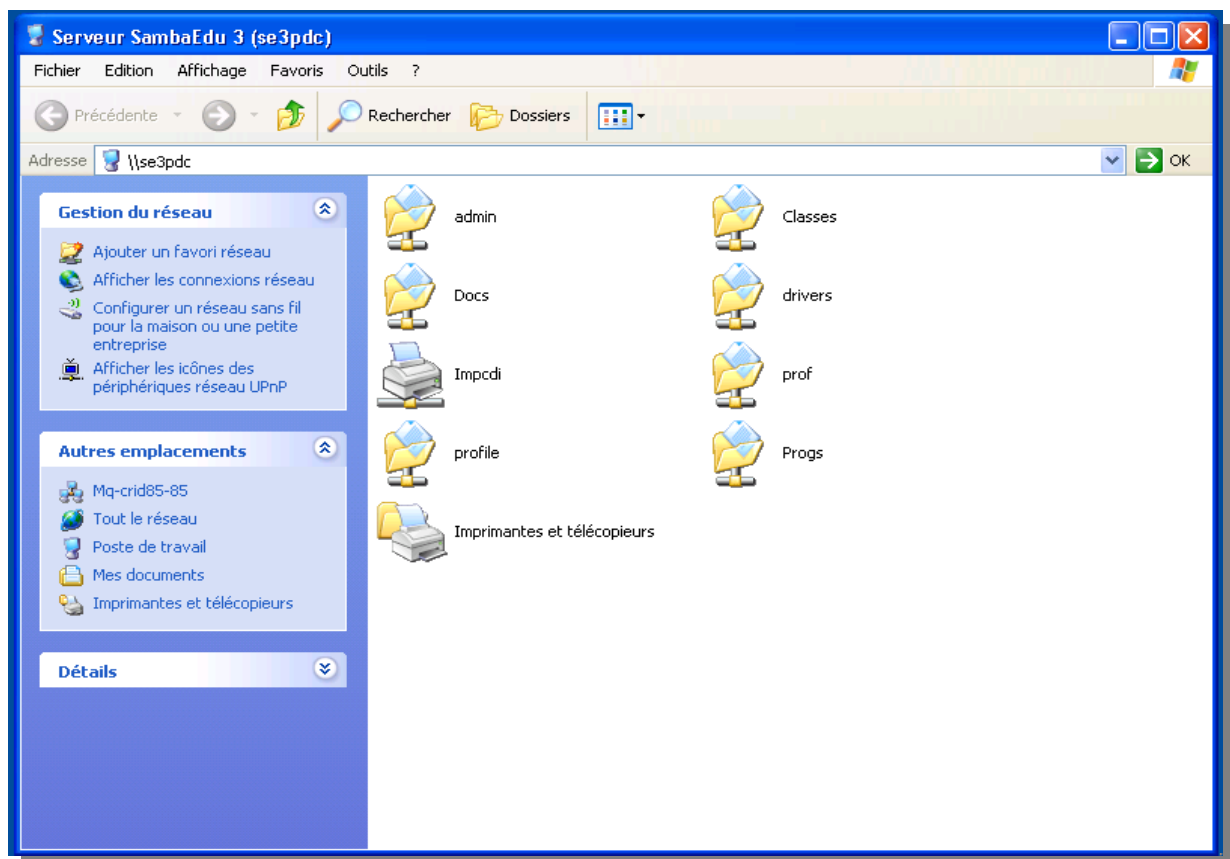 Serveur SambaEdu 3 (se3pdc)
Fichier Edition Affichage Favoris Outils ?
Précédente Rechercher Dossiers
Adresse \\se3pdc OK
Gestion du réseau
Ajouter un favori réseau
Afficher les connexions réseau
Configurer un réseau sans fil
pour la maison ou une petite
entreprise
Afficher les icônes des
périphériques réseau UPnP
Autres emplacements
Mq-crid85-85
Tout le réseau
Poste de travail
Mes documents
Imprimantes et télécopieurs
Détails
admin Classes
Docs drivers
Impcdi prof
profile Progs
Imprimantes et télécopieurs